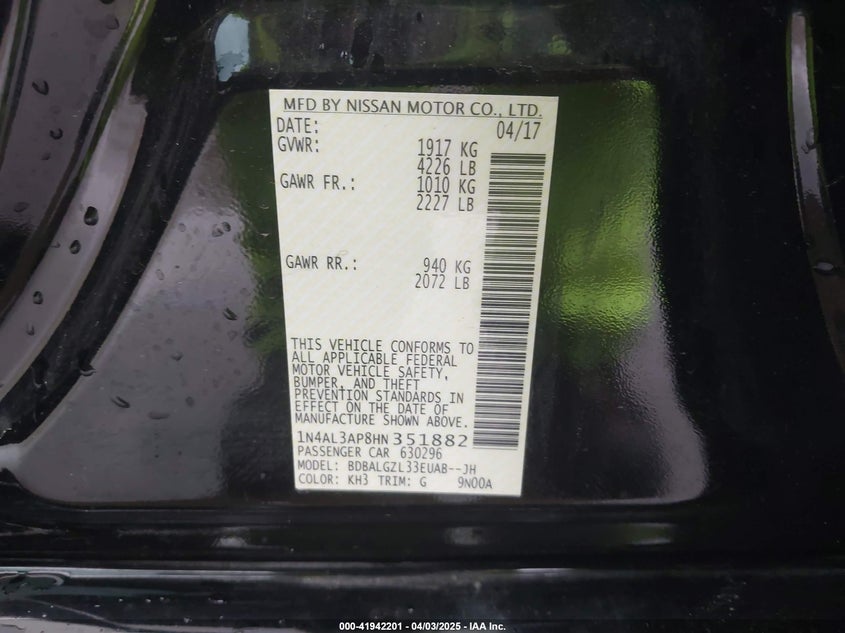 MFD BY NISSAN MOTOR CO., LTD.
DATE: 04/17
GVWR: 1917 KG
4226 LB
GAWR FR.: 1010 KG
2227 LB
GAWR RR.: 940 KG
2072 LB
THIS VEHICLE CONFORMS TO
ALL APPLICABLE FEDERAL
MOTOR VEHICLE SAFETY,
BUMPER, AND THEFT
PREVENTION STANDARDS IN
EFFECT ON THE DATE OF
MANUFACTURE SHOWN ABOVE.
1N4AL3AP8HN351882
PASSENGER CAR 630296
MODEL: BDBALGZL33EUAB--JH
COLOR: KH3 TRIM: G 9N00A
000-41942201 - 04/03/2025 - IAA Inc.